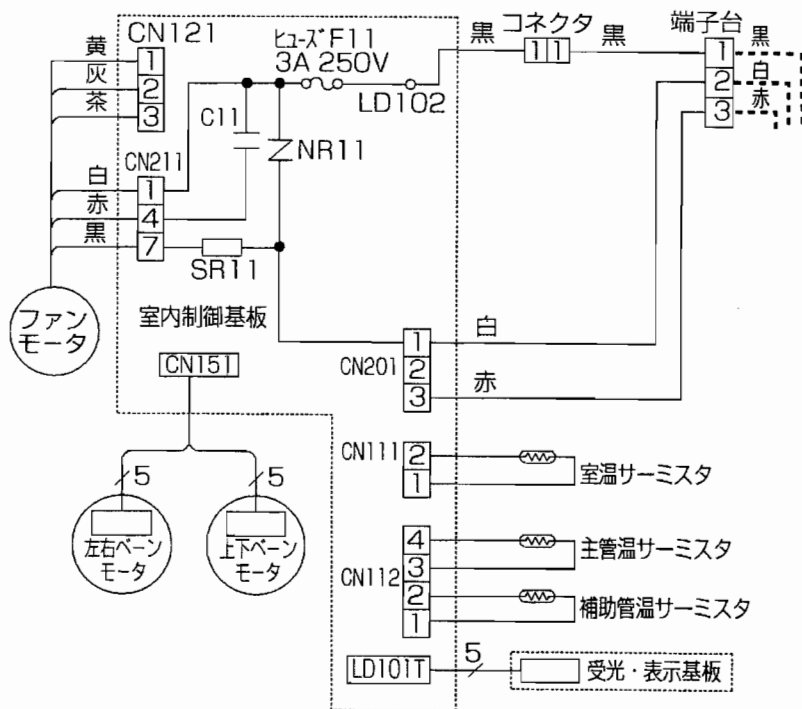 CN121
黄 1
灰 2
茶 3
ヒューズ F11
3A 250V
LD102
黒 コネクタ 黒
1 1
端子台
1 黒
2 白
3 赤
C11
NR11
CN211
白 1
赤 4
黒 7
SR11
ファン
モータ
室内制御基板
CN151
5
5
左右ベーン
モータ
上下ベーン
モータ
CN201
1 白
2
3 赤
CN111
2
1
室温サーミスタ
CN112
4
3
主管温サーミスタ
2
1
補助管温サーミスタ
LD101T
5
受光・表示基板